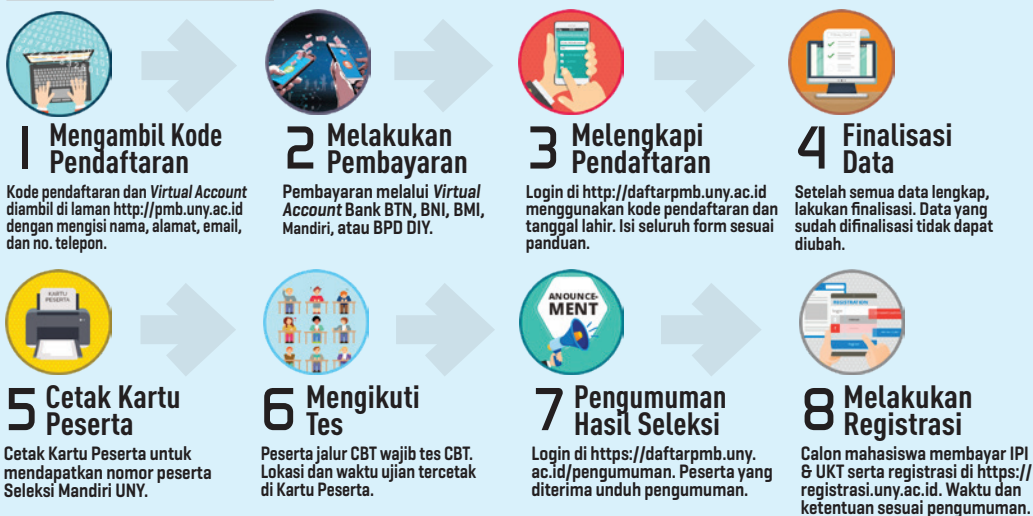 1 Mengambil Kode
Pendaftaran
Kode pendaftaran dan Virtual Account
diambil di laman http://pmb.uny.ac.id
dengan mengisi nama, alamat, email,
dan no. telepon.
2 Melakukan
Pembayaran
Pembayaran melalui Virtual
Account Bank BTN, BNI, BMI,
Mandiri, atau BPD DIY.
3 Melengkapi
Pendaftaran
Login di http://daftarpmb.uny.ac.id
menggunakan kode pendaftaran dan
tanggal lahir. Isi seluruh form sesuai
panduan.
4 Finalisasi
Data
Setelah semua data lengkap,
lakukan finalisasi. Data yang
sudah difinalisasi tidak dapat
diubah.
KARTU
PESERTA
5 Cetak Kartu
Peserta
Cetak Kartu Peserta untuk
mendapatkan nomor peserta
Seleksi Mandiri UNY.
6 Mengikuti
Tes
Peserta jalur CBT wajib tes CBT.
Lokasi dan waktu ujian tercetak
di Kartu Peserta.
ANOUNCE-
MENT
7 Pengumuman
Hasil Seleksi
Login di https://daftarpmb.uny.
ac.id/pengumuman. Peserta yang
diterima unduh pengumuman.
REGISTRATION
8 Melakukan
Registrasi
Calon mahasiswa membayar IPI
& UKT serta registrasi di https://
registrasi.uny.ac.id. Waktu dan
ketentuan sesuai pengumuman.